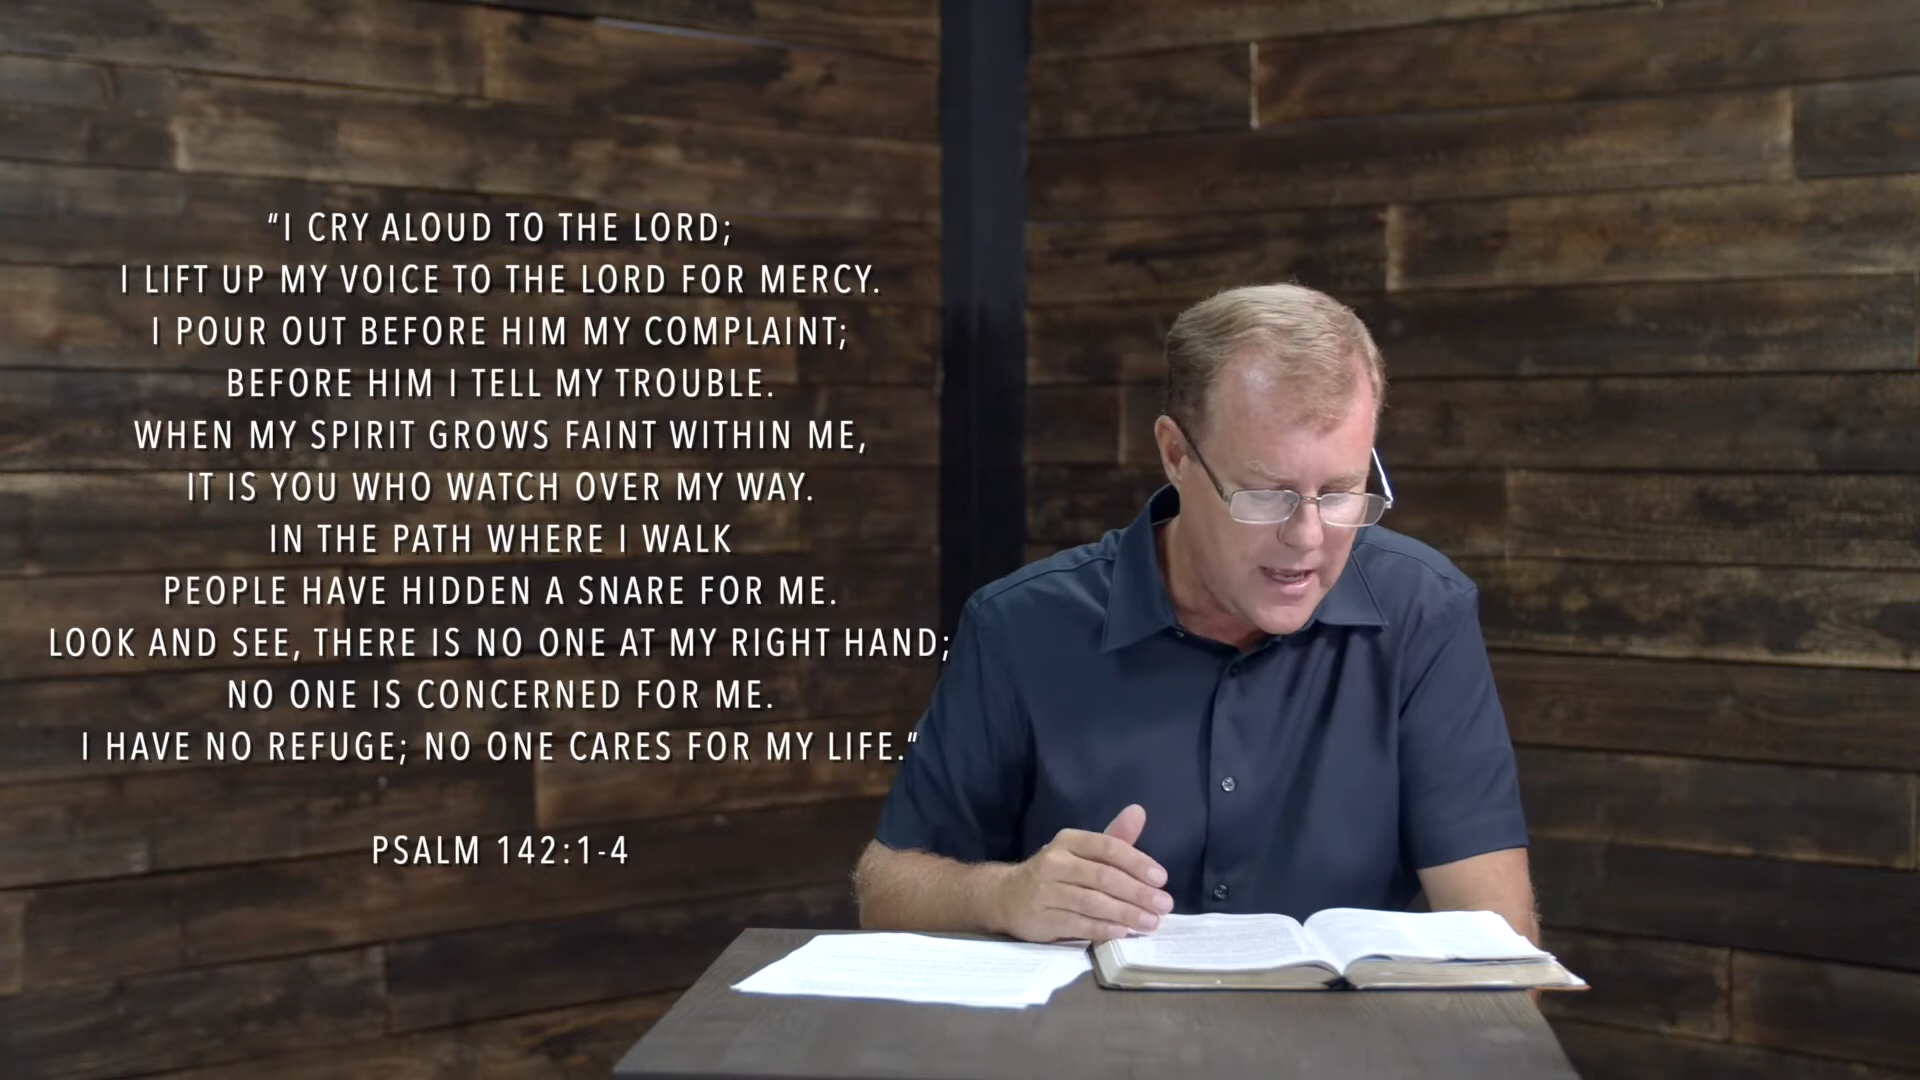 “I CRY ALOUD TO THE LORD;
I LIFT UP MY VOICE TO THE LORD FOR MERCY.
I POUR OUT BEFORE HIM MY COMPLAINT;
BEFORE HIM I TELL MY TROUBLE.
WHEN MY SPIRIT GROWS FAINT WITHIN ME,
IT IS YOU WHO WATCH OVER MY WAY.
IN THE PATH WHERE I WALK
PEOPLE HAVE HIDDEN A SNARE FOR ME.
LOOK AND SEE, THERE IS NO ONE AT MY RIGHT HAND;
NO ONE IS CONCERNED FOR ME.
I HAVE NO REFUGE; NO ONE CARES FOR MY LIFE.”
PSALM 142:1-4